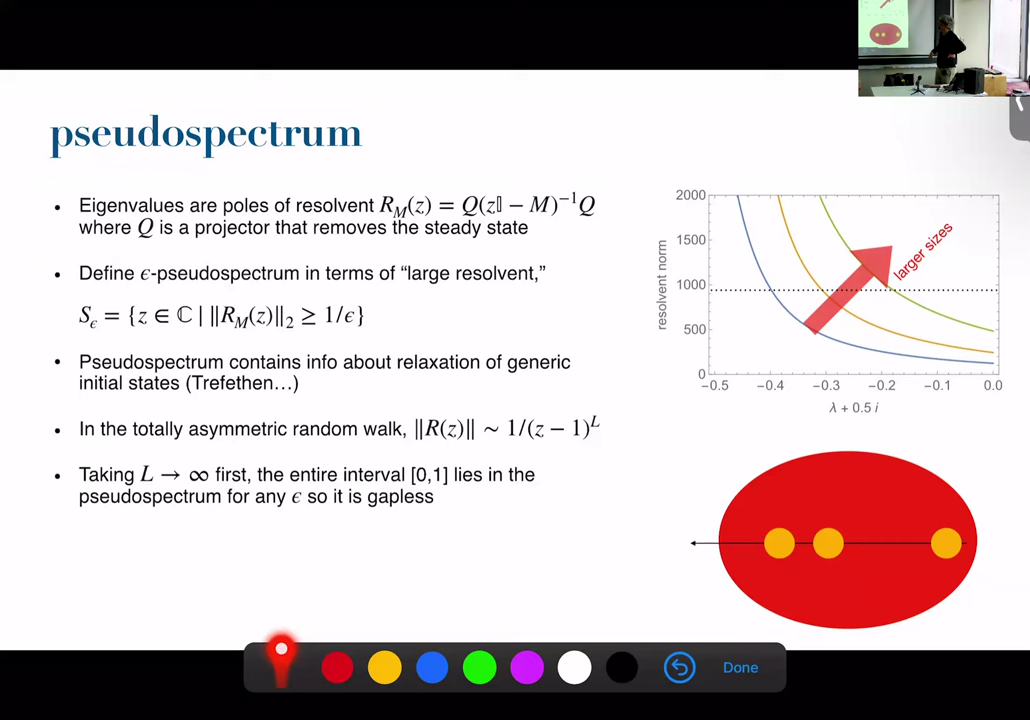 pseudospectrum
• Eigenvalues are poles of resolvent R_M(z) = Q(z𝕀 − M)⁻¹Q
where Q is a projector that removes the steady state
• Define ϵ-pseudospectrum in terms of “large resolvent,”
S_ϵ = {z ∈ ℂ | ‖R_M(z)‖₂ ≥ 1/ϵ}
• Pseudospectrum contains info about relaxation of generic
initial states (Trefethen…)
• In the totally asymmetric random walk, ‖R(z)‖ ∼ 1/(z − 1)^L
• Taking L → ∞ first, the entire interval [0,1] lies in the
pseudospectrum for any ϵ so it is gapless
2000
1500
1000
500
0
resolvent norm
larger sizes
−0.5 −0.4 −0.3 −0.2 −0.1 0.0
λ + 0.5 i
Done